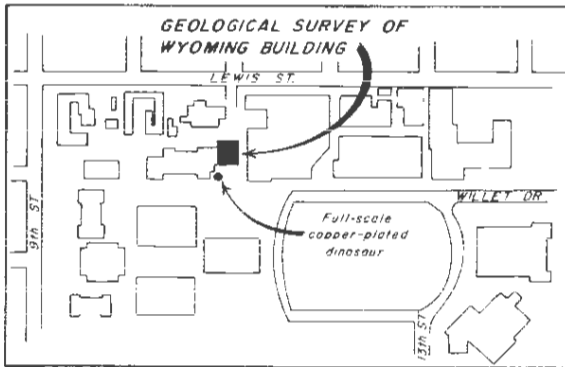 GEOLOGICAL SURVEY OF
WYOMING BUILDING
LEWIS ST.
WILLET DR
9th ST
Full-scale
copper-plated
dinosaur
13th ST